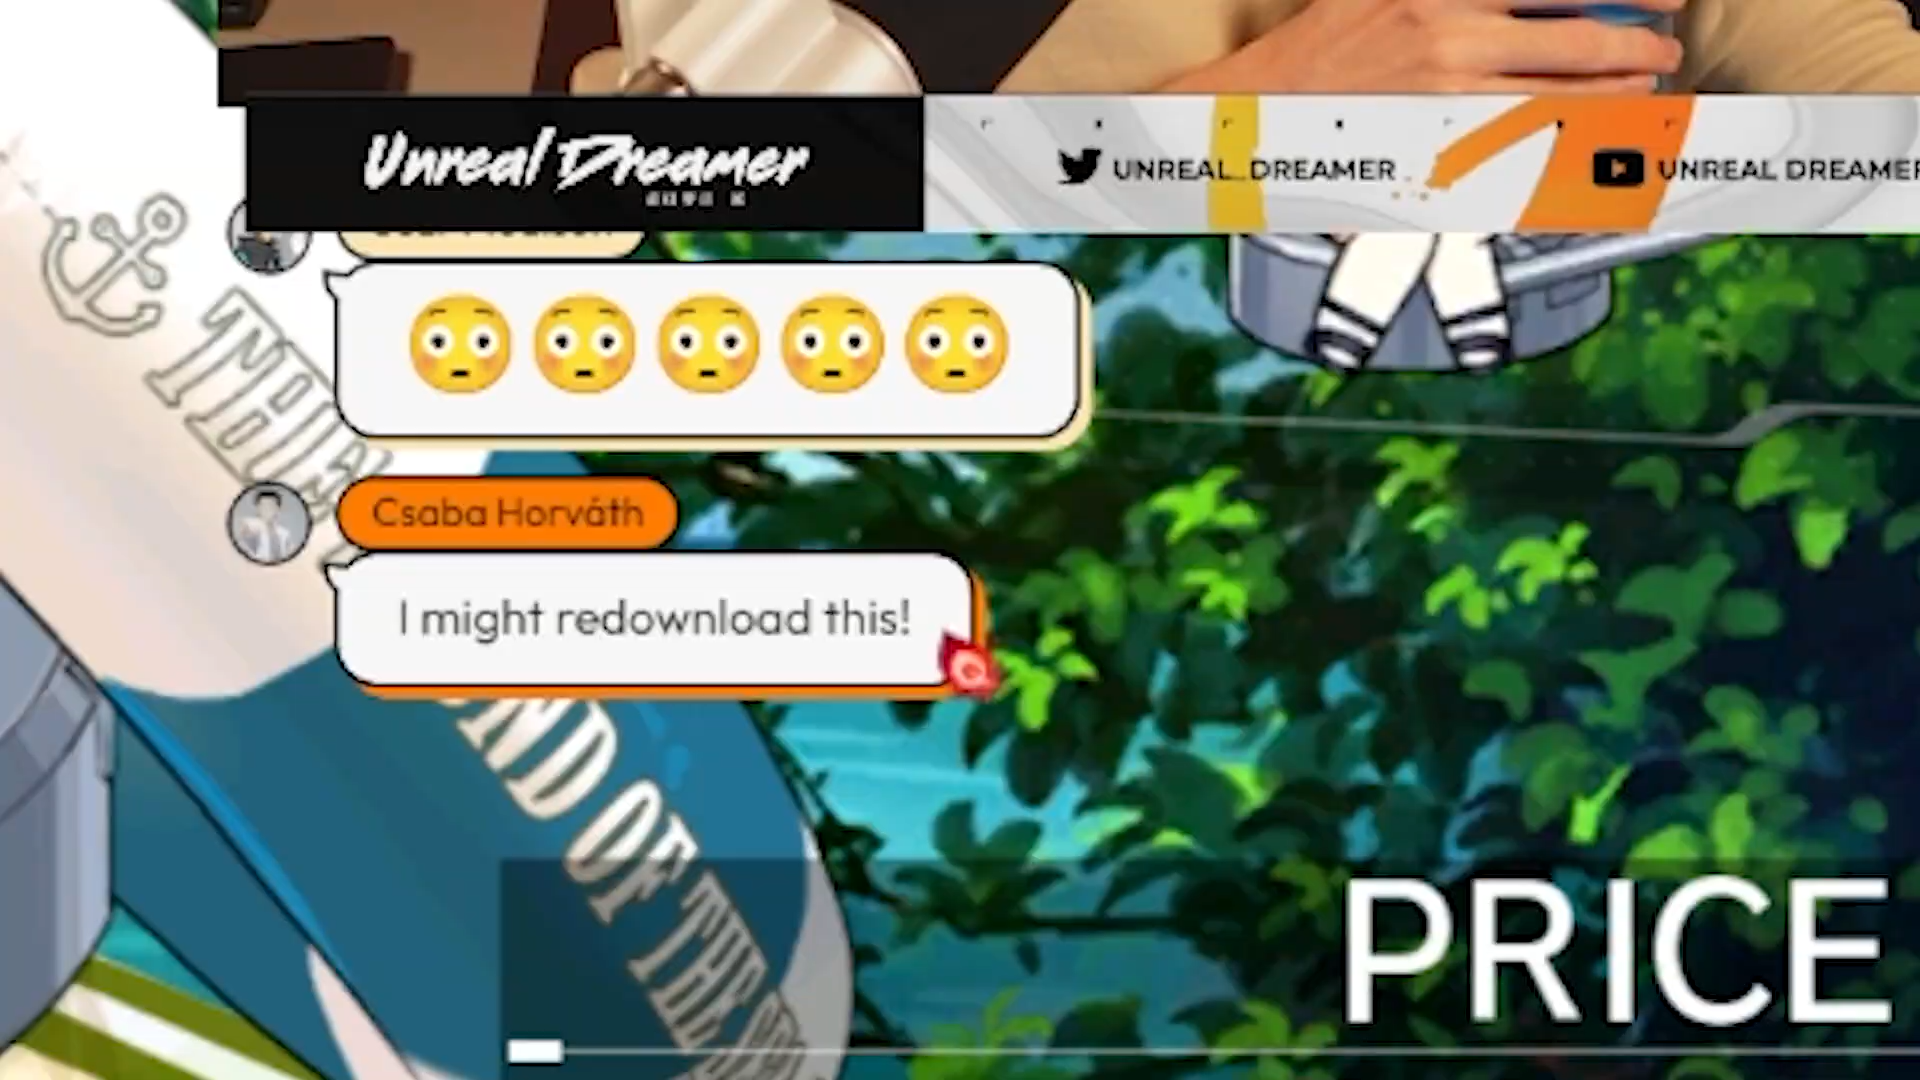 Unreal Dreamer
UNREAL_DREAMER
UNREAL DREAMER
😳😳😳😳😳
Csaba Horváth
I might redownload this!
THE
ND OF THE
PRICE